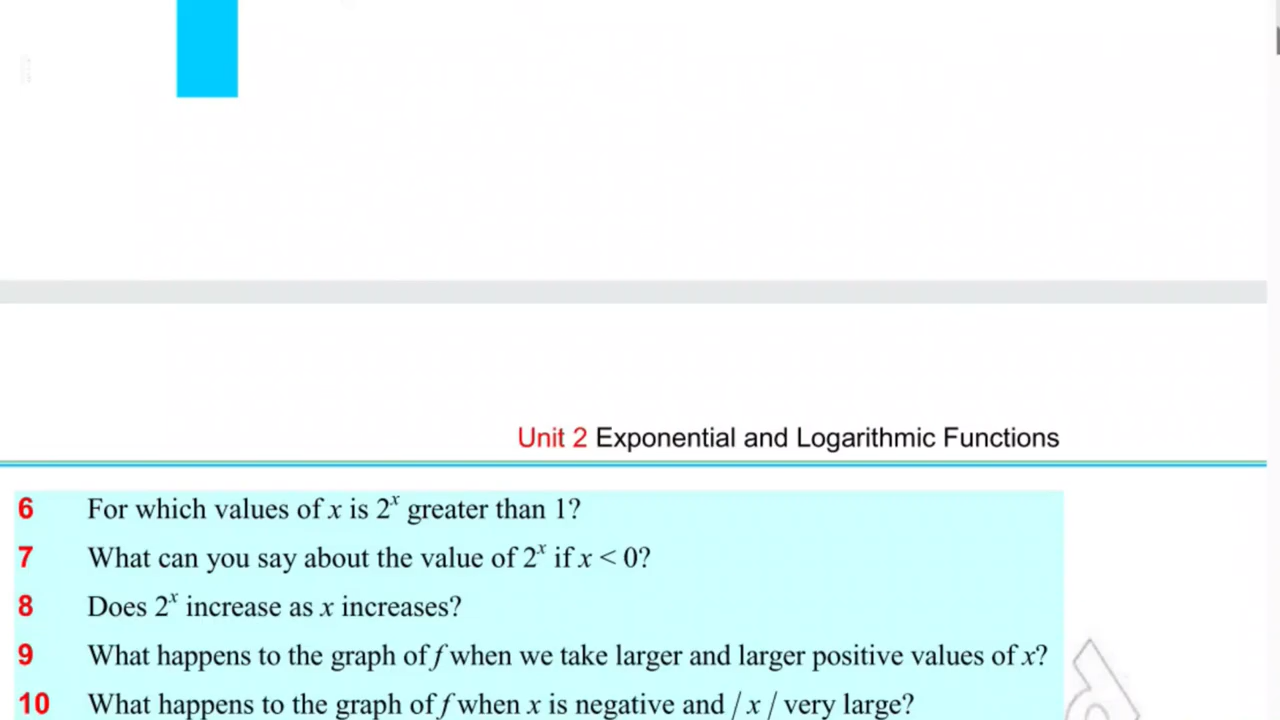 Unit 2 Exponential and Logarithmic Functions
6 For which values of x is 2ˣ greater than 1?
7 What can you say about the value of 2ˣ if x < 0?
8 Does 2ˣ increase as x increases?
9 What happens to the graph of f when we take larger and larger positive values of x?
10 What happens to the graph of f when x is negative and / x / very large?